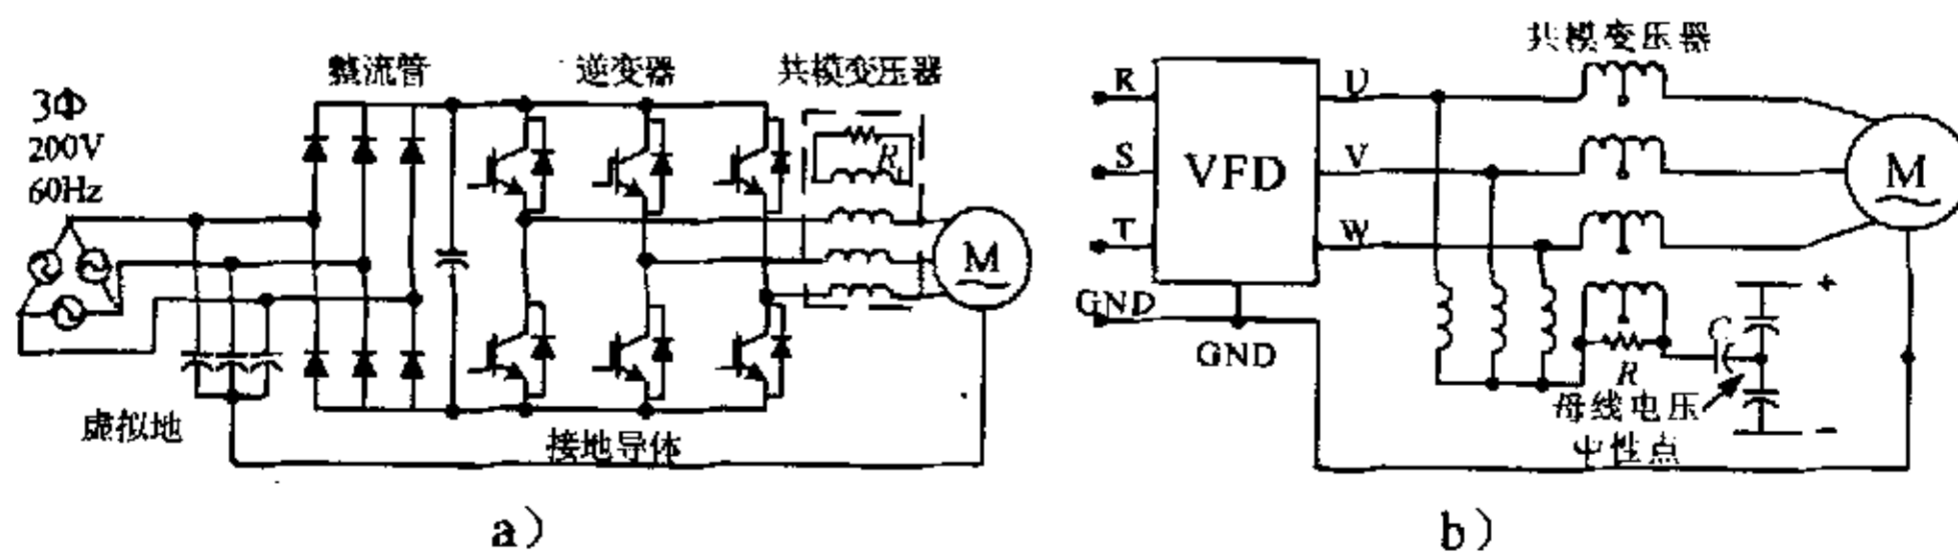 整流管
逆变器
共模变压器
3Φ
200V
60Hz
Rt
M
虚拟地
接地导体
a）
共模变压器
R
U
S
VFD
V
M
T
W
GND
GND
C
+
R
母线电压
中性点
−
b）